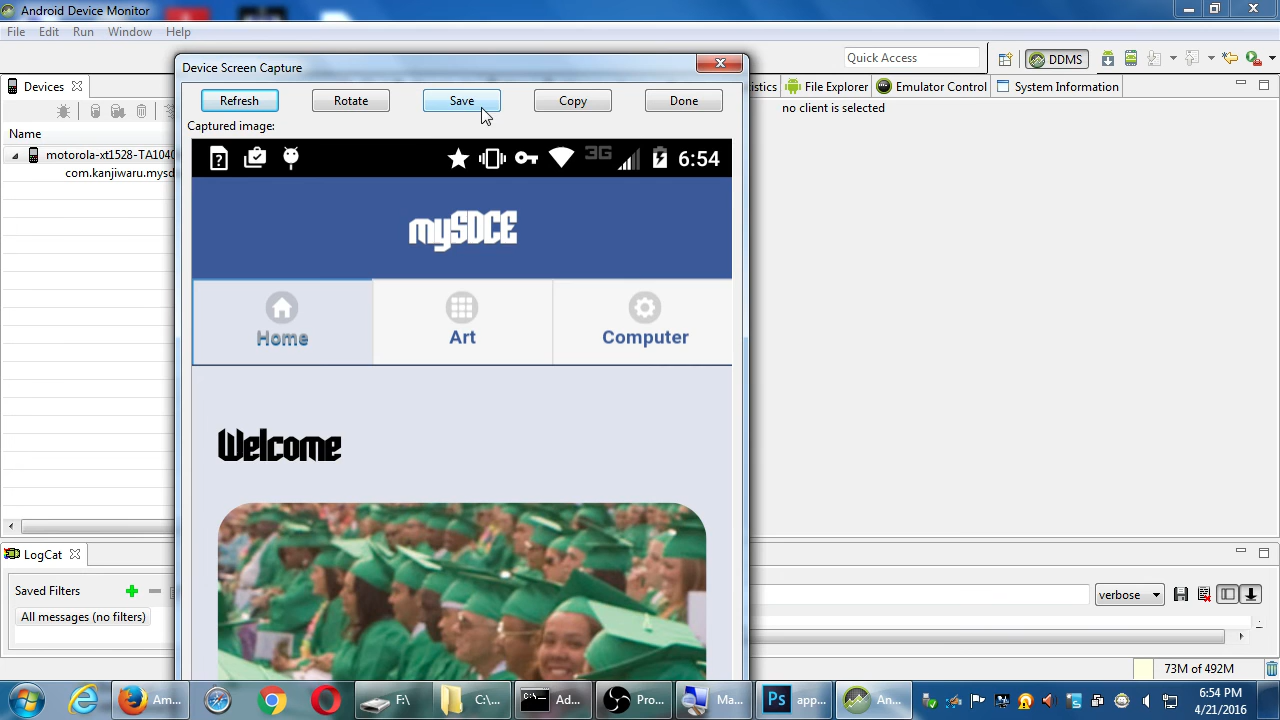 Android Device Monitor
File Edit Run Window Help
Quick Access
DDMS
Devices
Device Screen Capture
File Explorer
Emulator Control
System Information
Refresh Rotate Save Copy Done
no client is selected
Captured image:
Name
motorola-xt1528-TA1040
com.kanjiwaru.mysd
3G 6:54
mySDCE
Home Art Computer
Welcome
LogCat
Saved Filters
verbose
All messages (no filters)
73M of 492M
Am... F:\ C:\... Ad... Pro... Ma... Ps app... An...
6:54 PM
4/21/2016